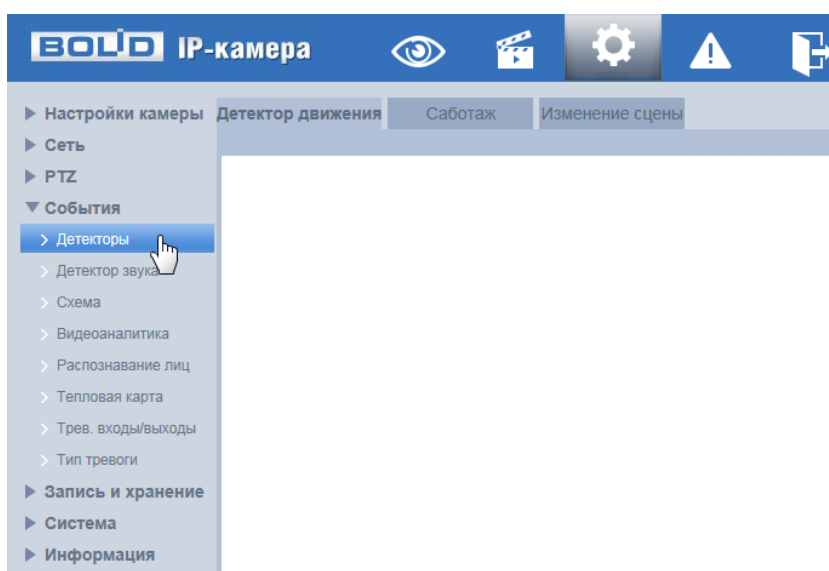 BOLID IP-камера
Настройки камеры
Детектор движения
Саботаж
Изменение сцены
Сеть
PTZ
События
Детекторы
Детектор звука
Схема
Видеоаналитика
Распознавание лиц
Тепловая карта
Трев. входы/выходы
Тип тревоги
Запись и хранение
Система
Информация